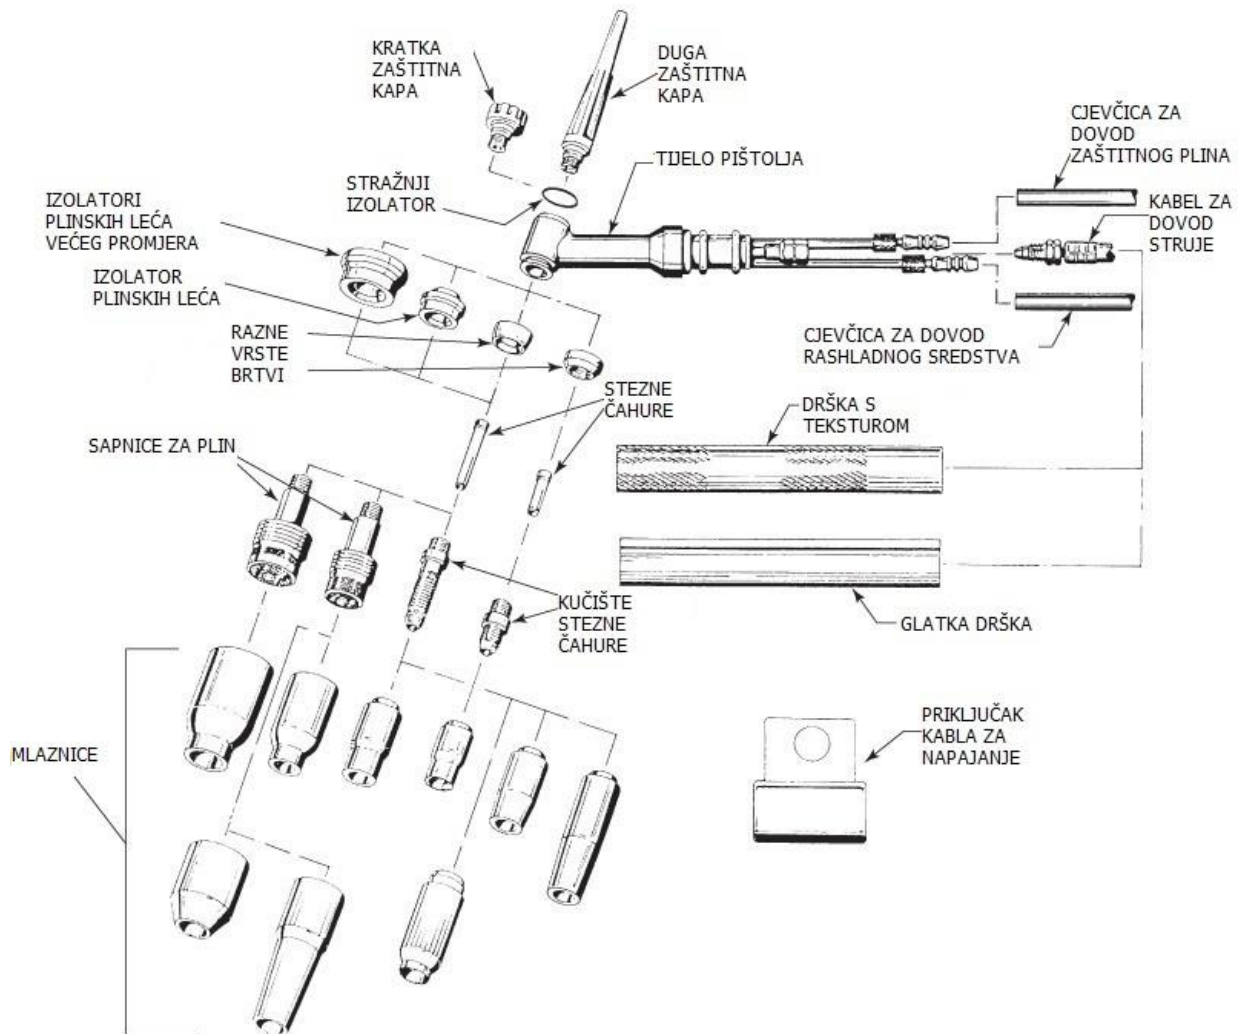 KRATKA
ZAŠTITNA
KAPA
DUGA
ZAŠTITNA
KAPA
CJEVČICA ZA
DOVOD
ZAŠTITNOG PLINA
TIJELO PIŠTOLJA
STRAŽNJI
IZOLATOR
IZOLATORI
PLINSKIH LEĆA
VEĆEG PROMJERA
KABEL ZA
DOVOD
STRUJE
IZOLATOR
PLINSKIH LEĆA
RAZNE
VRSTE
BRTVI
CJEVČICA ZA DOVOD
RASHLADNOG SREDSTVA
STEZNE
ČAHURE
DRŠKA S
TEKSTUROM
SAPNICE ZA PLIN
KUČIŠTE
STEZNE
ČAHURE
GLATKA DRŠKA
PRIKLJUČAK
KABLA ZA
NAPAJANJE
MLAZNICE